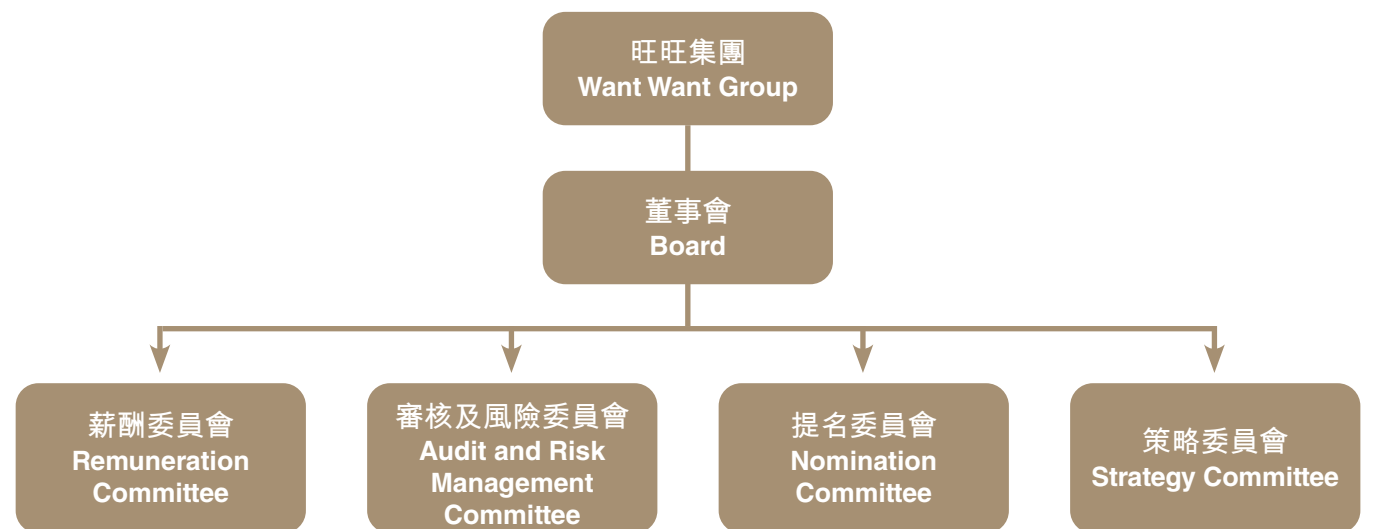 旺旺集團
Want Want Group
董事會
Board
薪酬委員會
Remuneration
Committee
審核及風險委員會
Audit and Risk
Management
Committee
提名委員會
Nomination
Committee
策略委員會
Strategy Committee